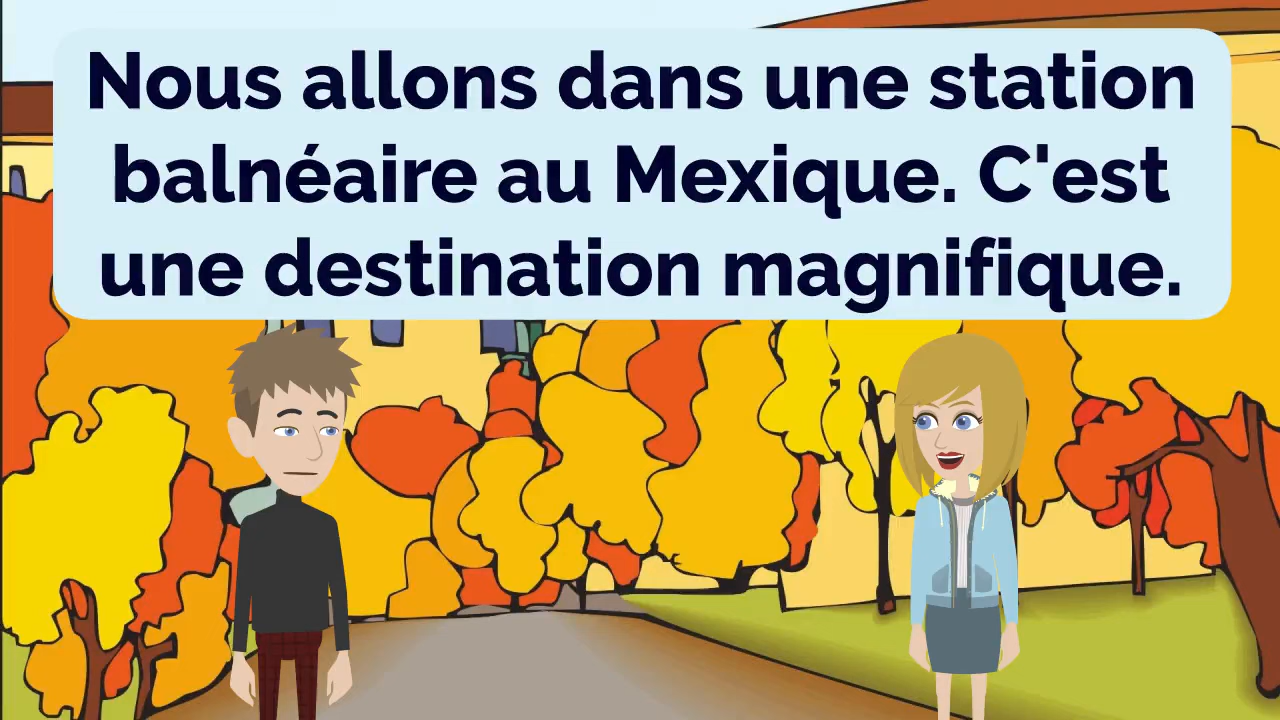 Nous allons dans une station
balnéaire au Mexique. C'est
une destination magnifique.